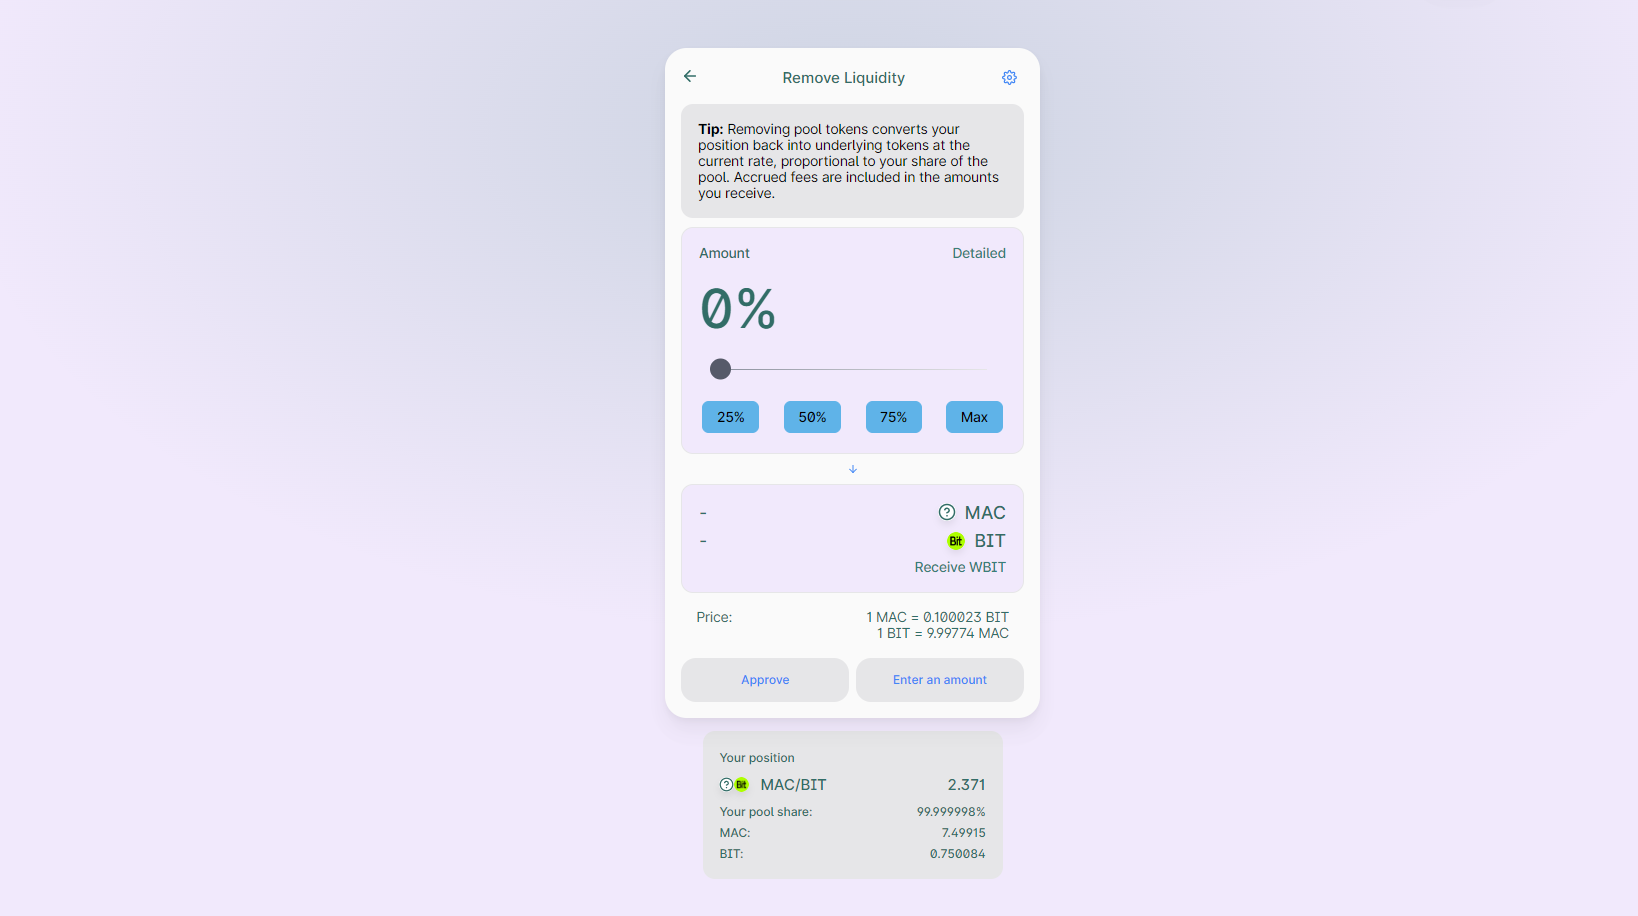 Remove Liquidity
Tip: Removing pool tokens converts your
position back into underlying tokens at the
current rate, proportional to your share of the
pool. Accrued fees are included in the amounts
you receive.
Amount Detailed
0%
25% 50% 75% Max
- MAC
- Bit BIT
Receive WBIT
Price: 1 MAC = 0.100023 BIT
1 BIT = 9.99774 MAC
Approve Enter an amount
Your position
Bit MAC/BIT 2.371
Your pool share: 99.999998%
MAC: 7.49915
BIT: 0.750084